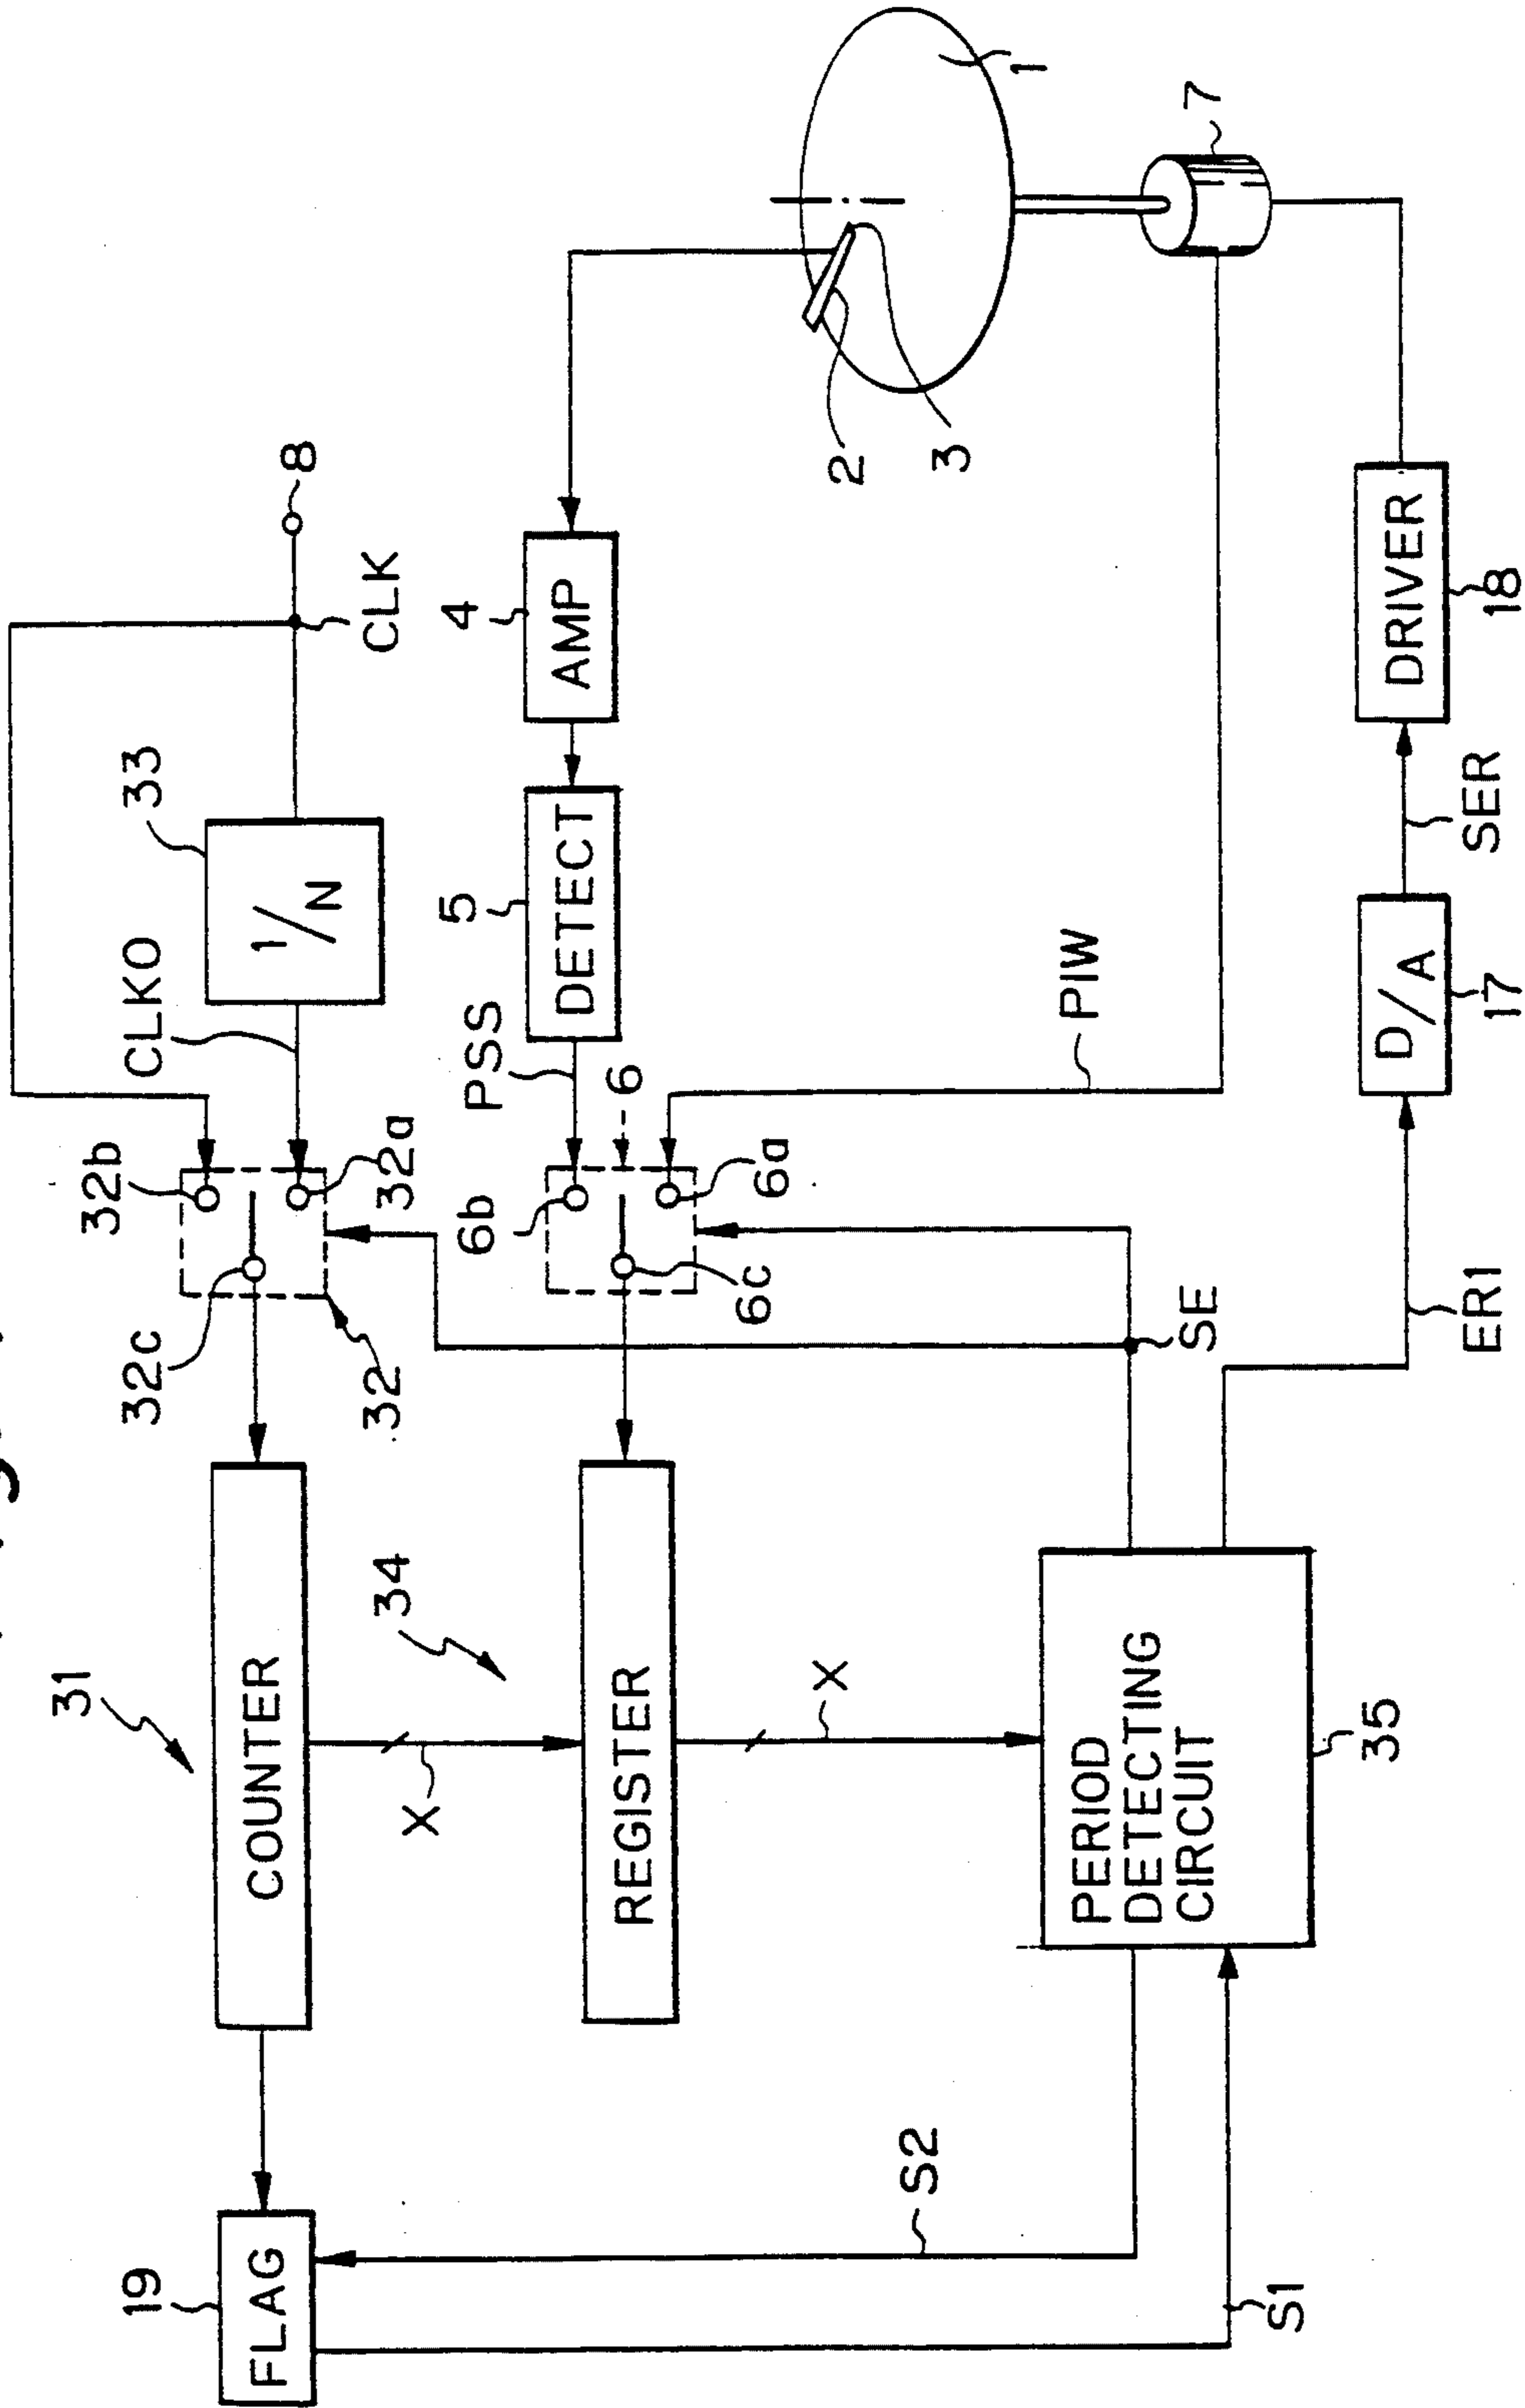 31
COUNTER
32c
32b
CLKO
33
1/N
8
CLK
32
32a
19
FLAG
34
X
REGISTER
6b
PSS
5
DETECT
4
AMP
6
6c
6a
2
3
1
X
S2
S1
PERIOD
DETECTING
CIRCUIT
35
SE
PIW
7
ER1
D/A
17
SER
DRIVER
18